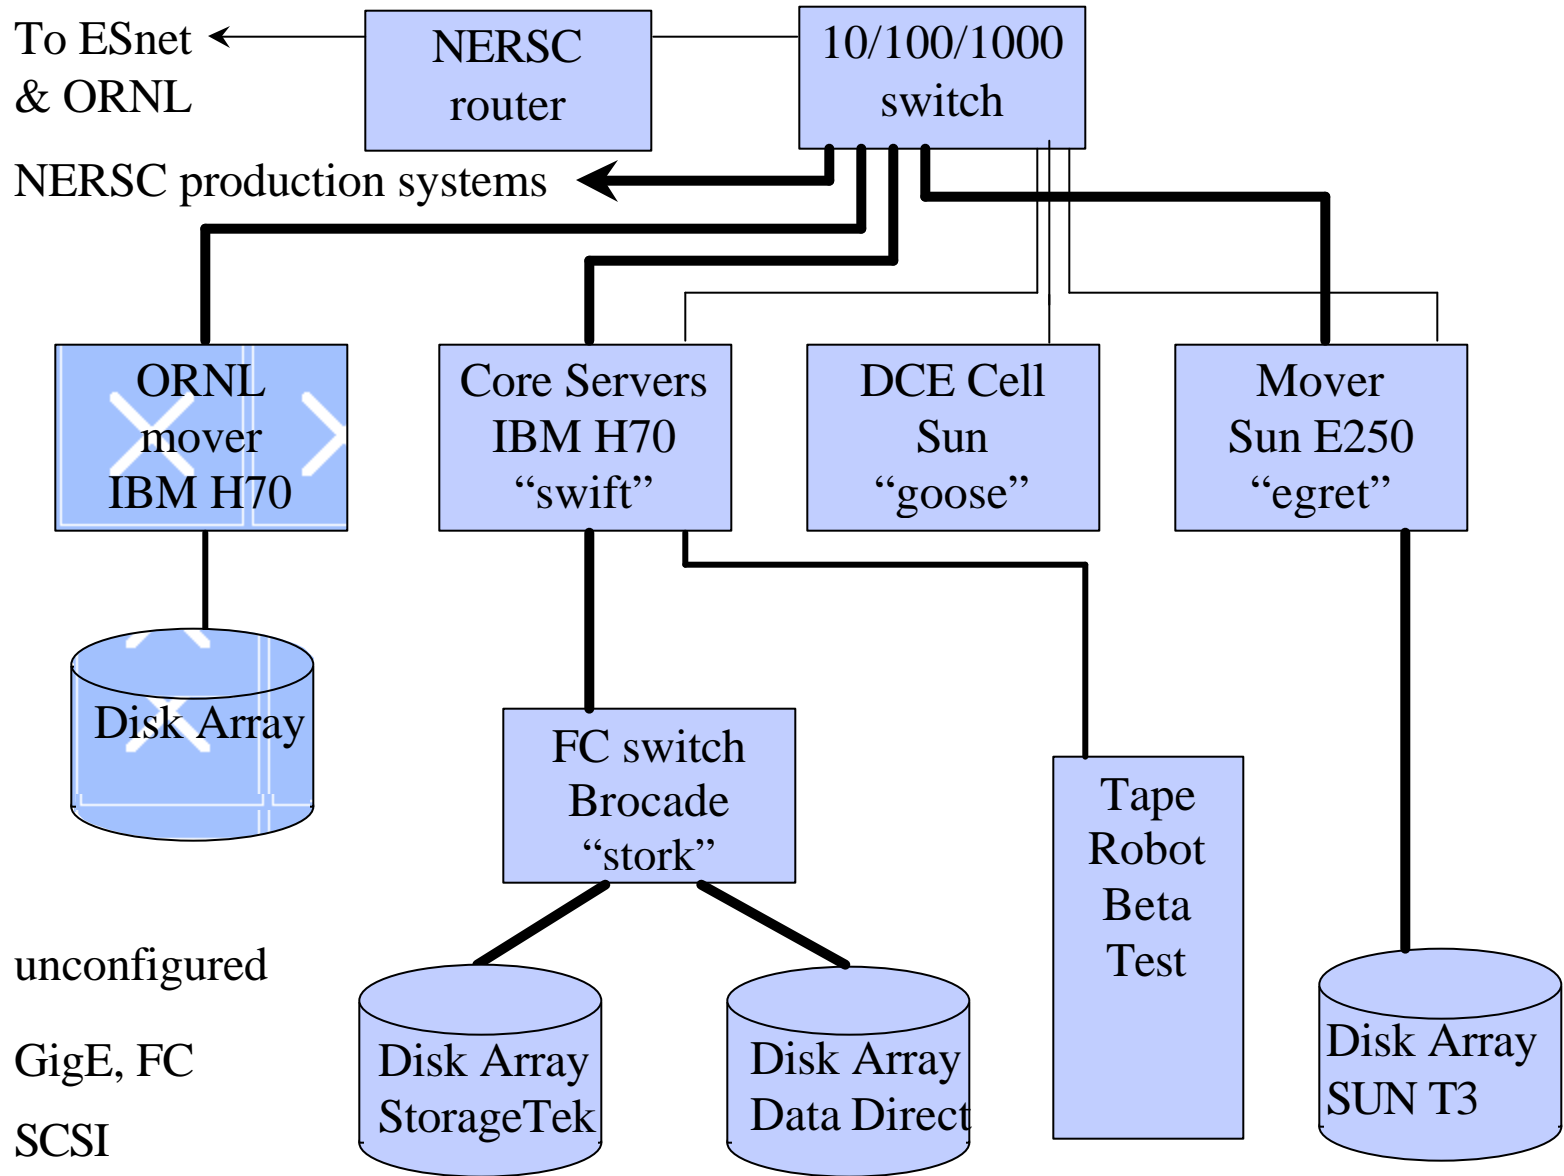 To ESnet
& ORNL
NERSC
router
10/100/1000
switch
NERSC production systems
ORNL
mover
IBM H70
Core Servers
IBM H70
“swift”
DCE Cell
Sun
“goose”
Mover
Sun E250
“egret”
Disk Array
FC switch
Brocade
“stork”
Tape
Robot
Beta
Test
unconfigured
GigE, FC
SCSI
Disk Array
StorageTek
Disk Array
Data Direct
Disk Array
SUN T3